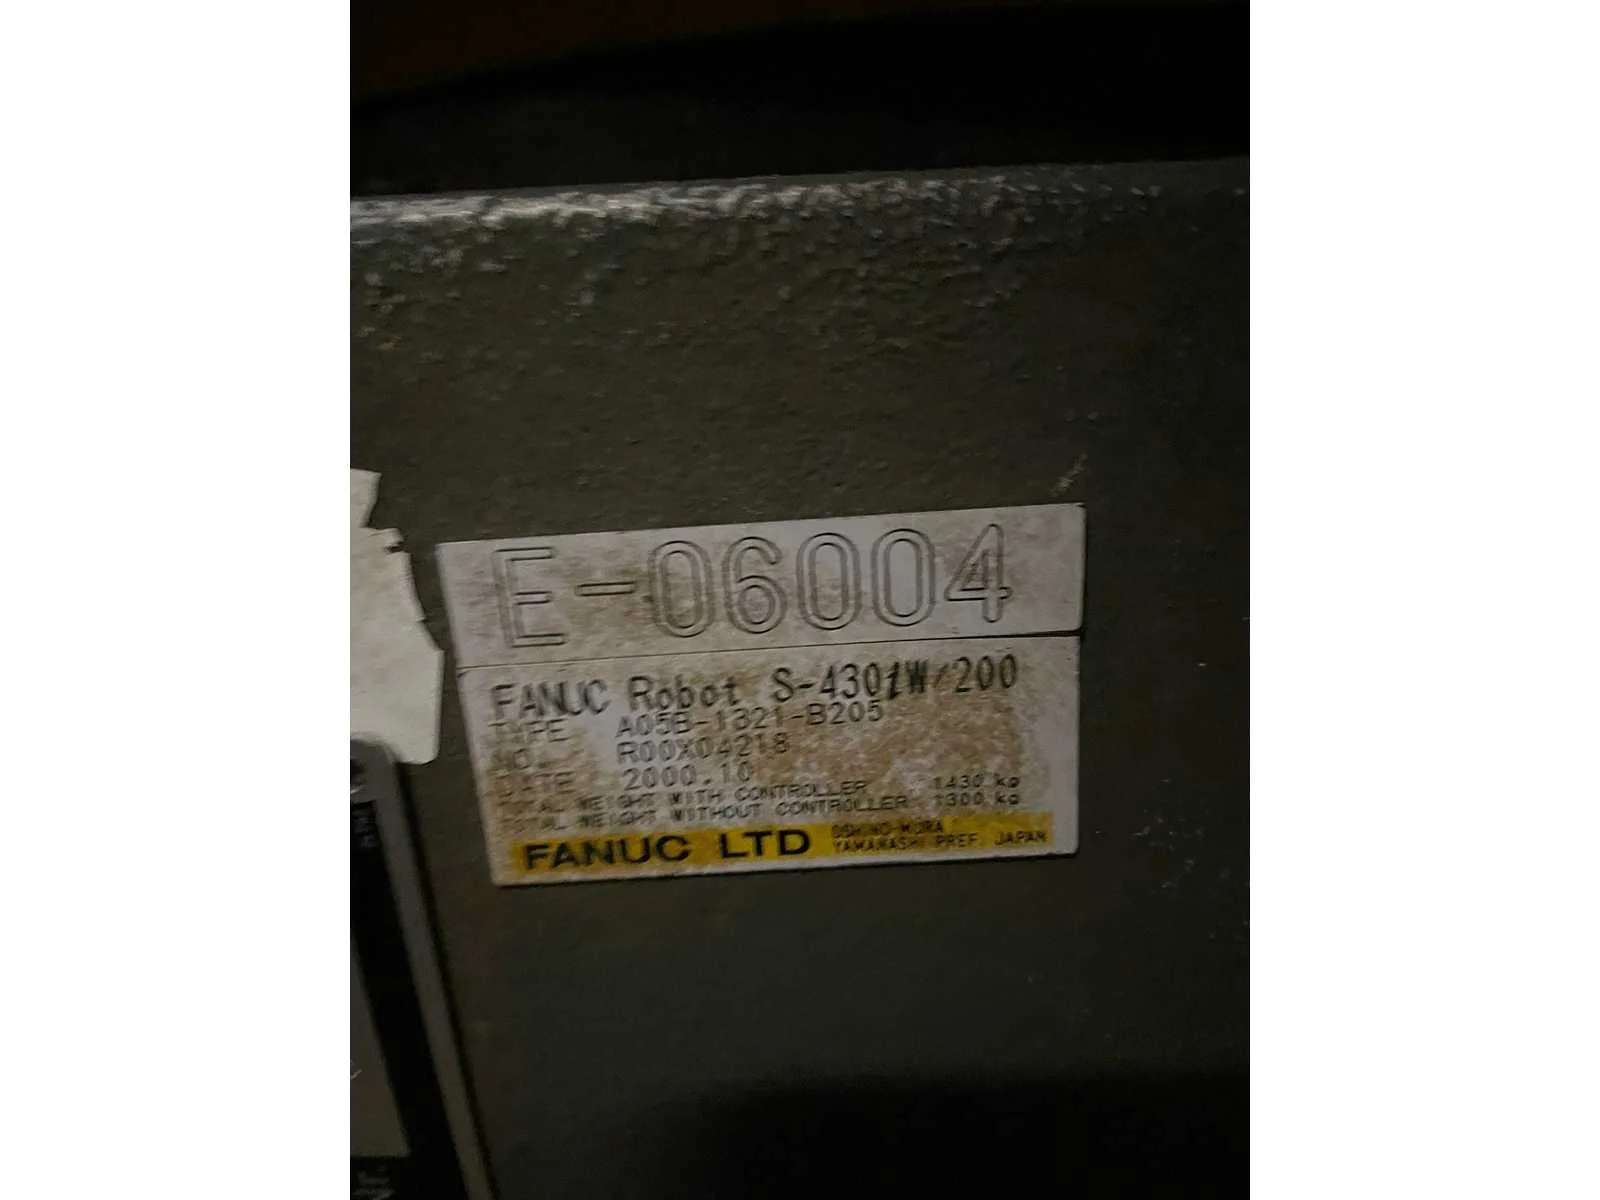 E-06004
FANUC Robot S-430iW/200
TYPE A05B-1321-B205
NO. R00X04218
DATE 2000.10
TOTAL WEIGHT WITH CONTROLLER 1430 kg
TOTAL WEIGHT WITHOUT CONTROLLER 1300 kg
FANUC LTD
OSHINO-MURA
YAMANASHI PREF. JAPAN